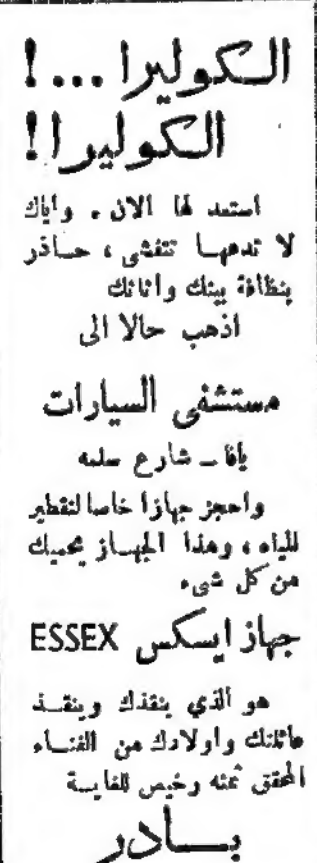 الكوليرا ... !
الكوليرا !
استعد لها الان . واياك
لا تدعها تتفشى ، حاذر
بنظافة بيتك واثاثك
اذهب حالا الى
مستشفى السيارات
يافا ـ شارع سلمه
واحجز جهازا خاصا لتقطير
المياه ، وهذا الجهاز يحميك
من كل شيء
جهاز ايسكس ESSEX
هو الذي ينقذك وينقذ
عائلتك واولادك من الفناء
المحقق ثمنه رخيص للغاية
بادر